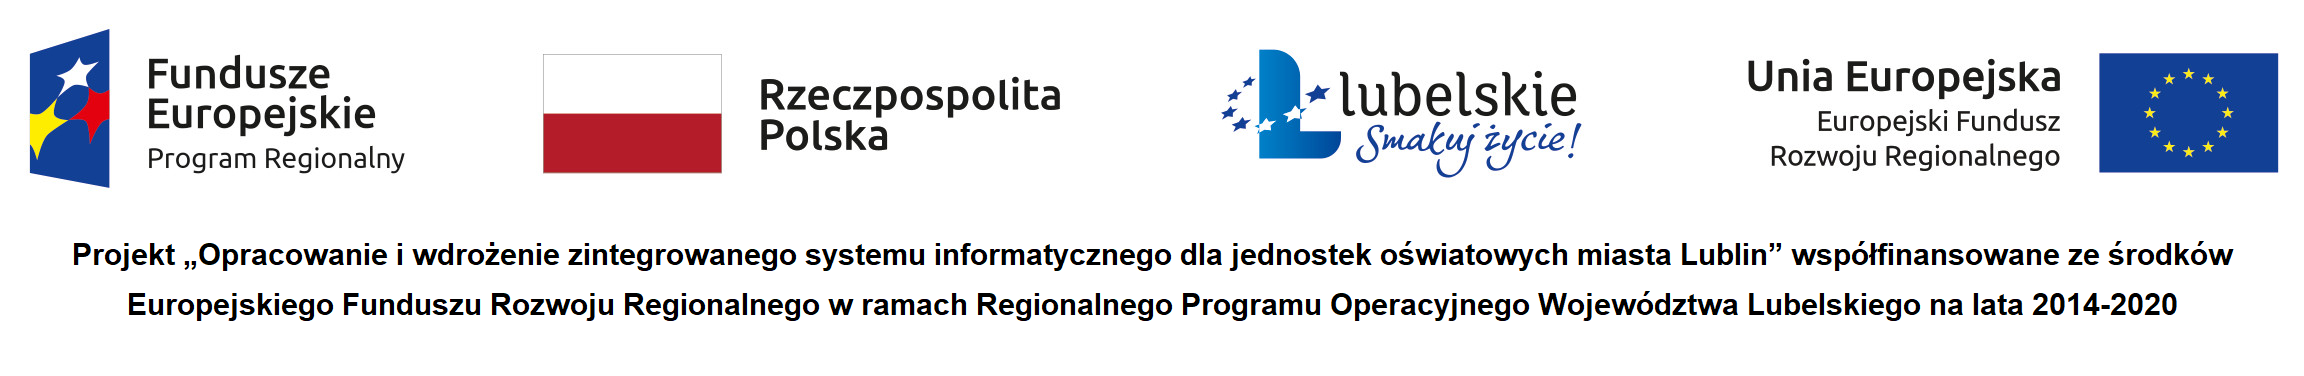 Fundusze
Europejskie
Program Regionalny
Rzeczpospolita
Polska
lubelskie
Smakuj życie!
Unia Europejska
Europejski Fundusz
Rozwoju Regionalnego
Projekt „Opracowanie i wdrożenie zintegrowanego systemu informatycznego dla jednostek oświatowych miasta Lublin” współfinansowane ze środków
Europejskiego Funduszu Rozwoju Regionalnego w ramach Regionalnego Programu Operacyjnego Województwa Lubelskiego na lata 2014-2020